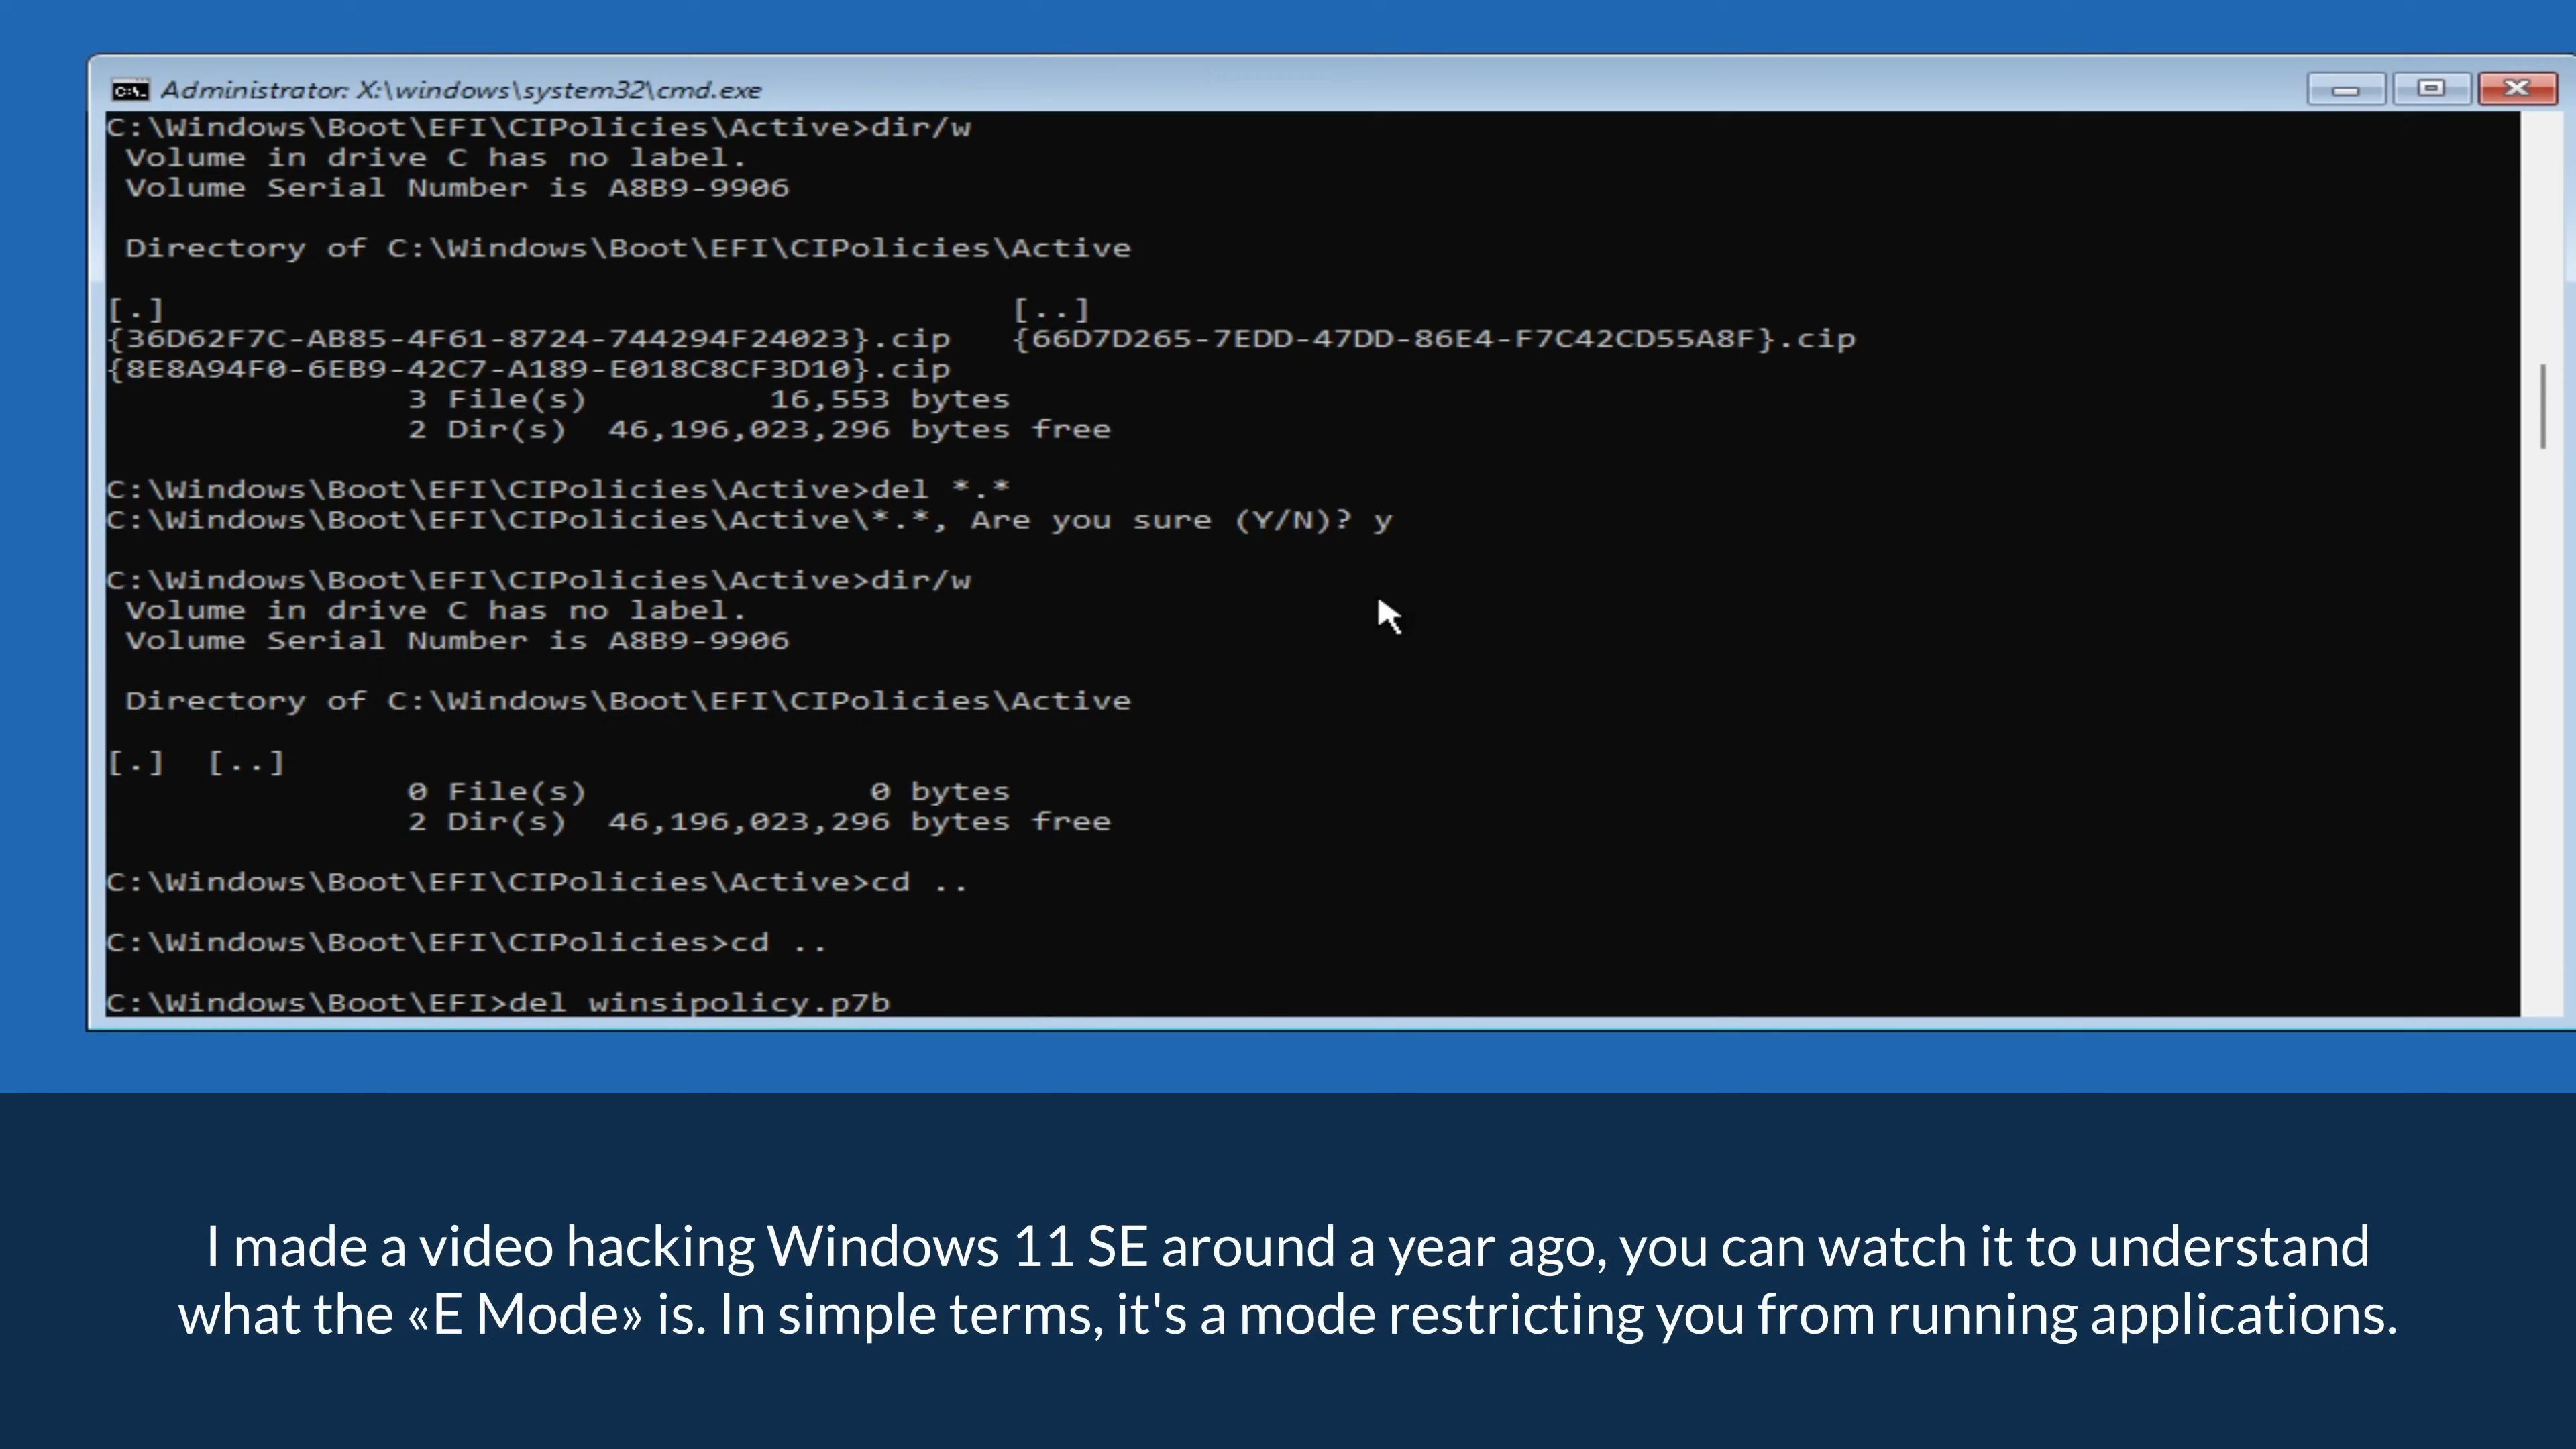 Administrator: X:\windows\system32\cmd.exe
C:\Windows\Boot\EFI\CIPolicies\Active>dir/w
Volume in drive C has no label.
Volume Serial Number is A8B9-9906
Directory of C:\Windows\Boot\EFI\CIPolicies\Active
[.] [..]
{36D62F7C-AB85-4F61-8724-744294F24023}.cip {66D7D265-7EDD-47DD-86E4-F7C42CD55A8F}.cip
{8E8A94F0-6EB9-42C7-A189-E018C8CF3D10}.cip
3 File(s) 16,553 bytes
2 Dir(s) 46,196,023,296 bytes free
C:\Windows\Boot\EFI\CIPolicies\Active>del *.*
C:\Windows\Boot\EFI\CIPolicies\Active\*.*, Are you sure (Y/N)? y
C:\Windows\Boot\EFI\CIPolicies\Active>dir/w
Volume in drive C has no label.
Volume Serial Number is A8B9-9906
Directory of C:\Windows\Boot\EFI\CIPolicies\Active
[.] [..]
0 File(s) 0 bytes
2 Dir(s) 46,196,023,296 bytes free
C:\Windows\Boot\EFI\CIPolicies\Active>cd ..
C:\Windows\Boot\EFI\CIPolicies>cd ..
C:\Windows\Boot\EFI>del winsipolicy.p7b
I made a video hacking Windows 11 SE around a year ago, you can watch it to understand
what the «E Mode» is. In simple terms, it's a mode restricting you from running applications.